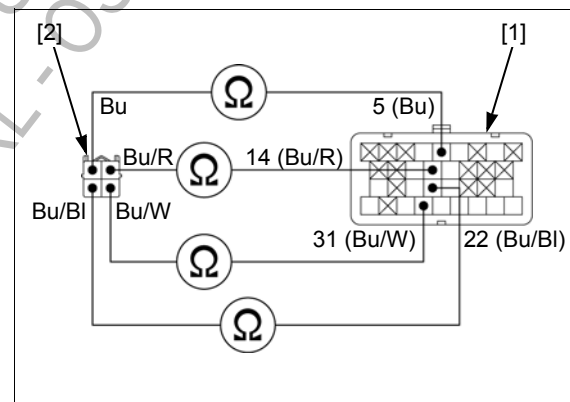 [2]
[1]
Ω
Bu
5 (Bu)
Bu/R
Ω
14 (Bu/R)
Bu/Bl
Bu/W
31 (Bu/W)
22 (Bu/Bl)
Ω
Ω